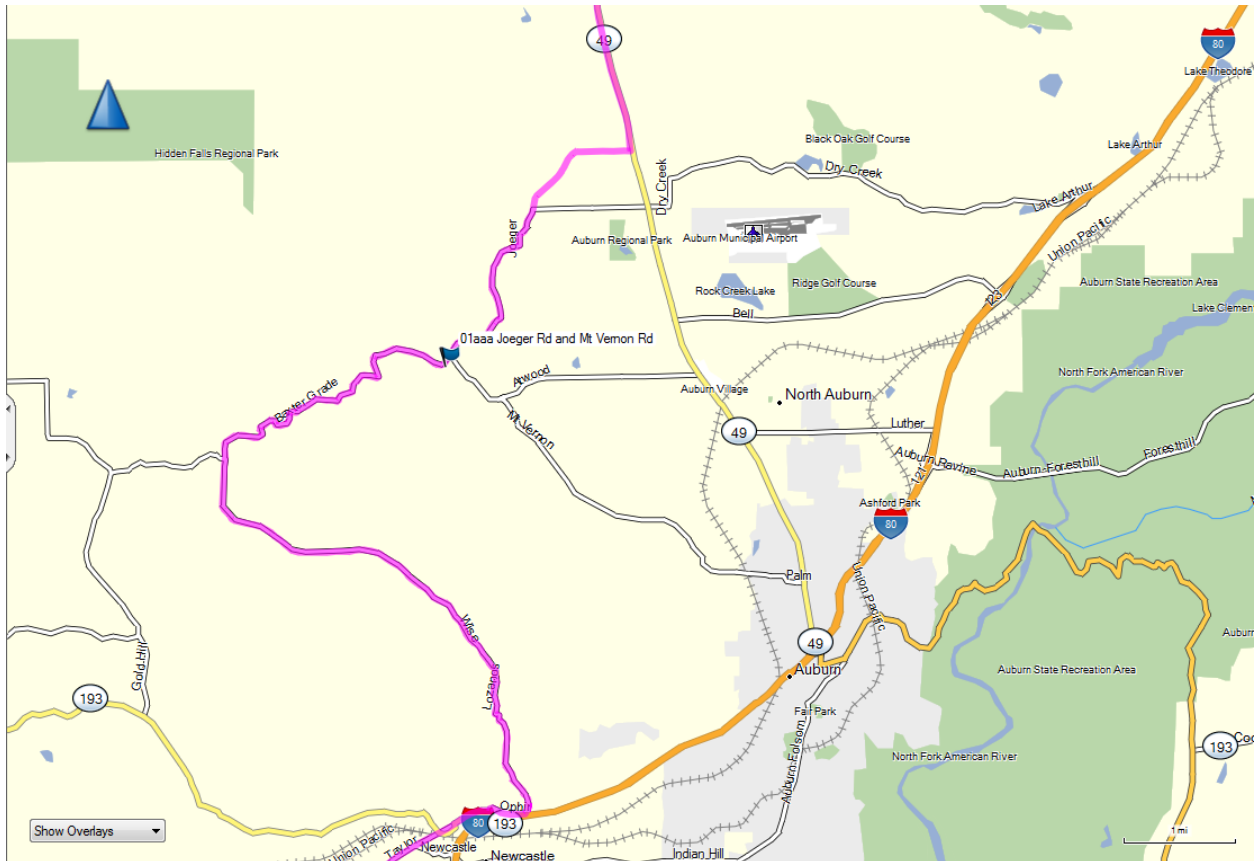 49
80
Lake Theodore
Hidden Falls Regional Park
Black Oak Golf Course
Dry Creek
Lake Arthur
Dry Creek
Lake Arthur
Joeger
Auburn Regional Park
Auburn Municipal Airport
Union Pacific
Rock Creek Lake
Ridge Golf Course
Auburn State Recreation Area
123
Lake Clement
Bell
01aaa Joeger Rd and Mt Vernon Rd
Atwood
Auburn Village
North Auburn
North Fork American River
Baxter Grade
Mt Vernon
49
Luther
Auburn Ravine
121
Auburn-Foresthill
Foresthill
Ashford Park
80
Palm
Union Pacific
Wise
49
Auburn
Gold Hill
Lozanos
Auburn
Auburn State Recreation Area
193
Fair Park
Auburn-Folsom
North Fork American River
193
Coo
Ophir
80
193
Show Overlays
Union Pacific
Taylor
Newcastle
Newcastle
Indian Hill
1 mi